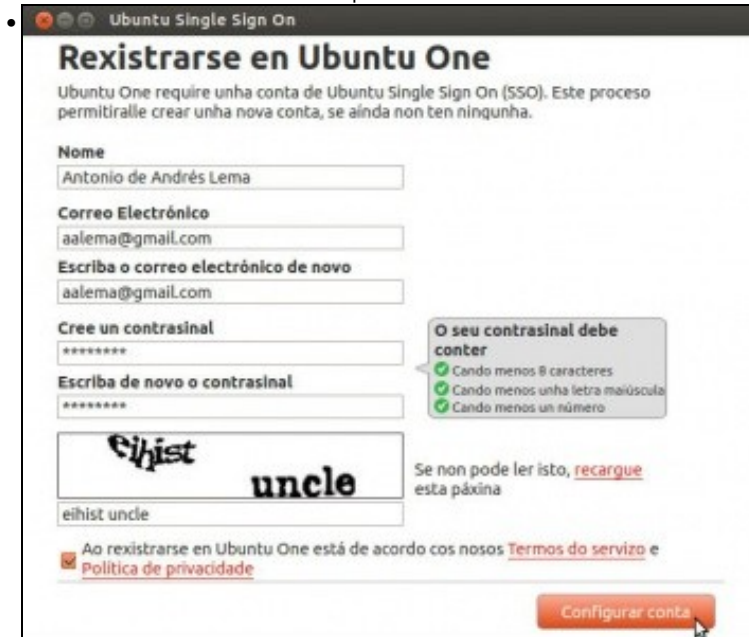 Ubuntu Single Sign On
Rexistrarse en Ubuntu One
Ubuntu One require unha conta de Ubuntu Single Sign On (SSO). Este proceso
permitiralle crear unha nova conta, se aínda non ten ningunha.
Nome
Antonio de Andrés Lema
Correo Electrónico
aalema@gmail.com
Escriba o correo electrónico de novo
aalema@gmail.com
Cree un contrasinal
********
O seu contrasinal debe
conter
Cando menos 8 caracteres
Cando menos unha letra maiúscula
Cando menos un número
Escriba de novo o contrasinal
********
eihist uncle
Se non pode ler isto, recargue
esta páxina
eihist uncle
Ao rexistrarse en Ubuntu One está de acordo cos nosos Termos do servizo e
Política de privacidade
Configurar conta